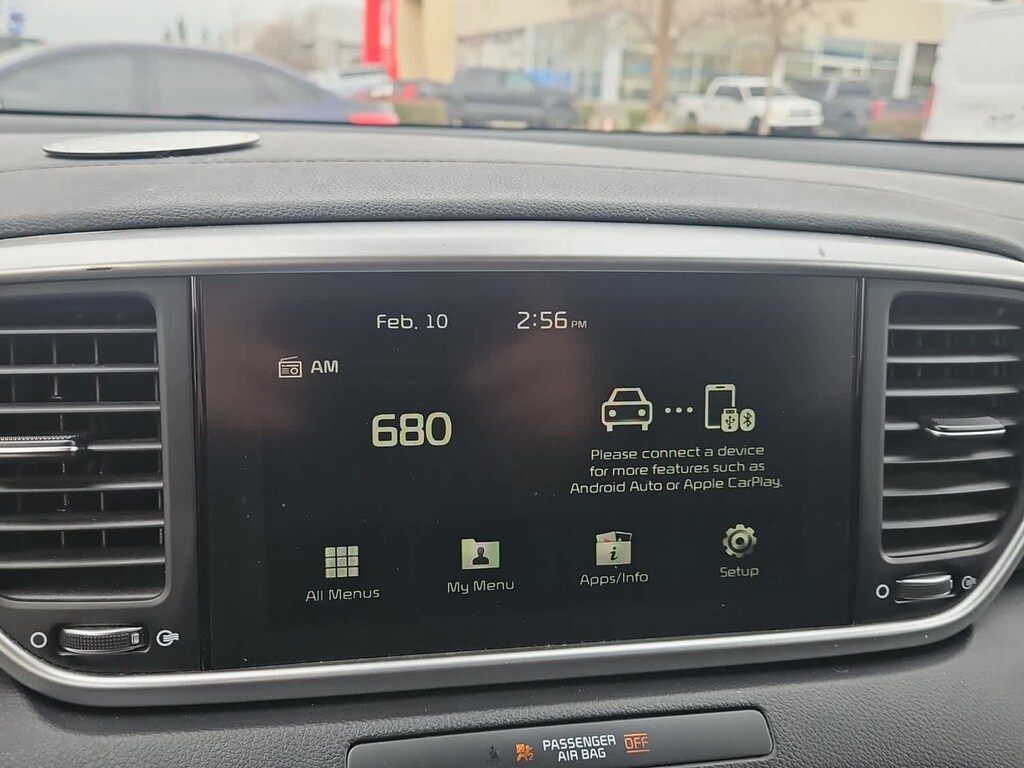 Feb. 10
2:56 PM
AM
680
Please connect a device
for more features such as
Android Auto or Apple CarPlay.
All Menus
My Menu
Apps/Info
Setup
PASSENGER
AIR BAG
OFF